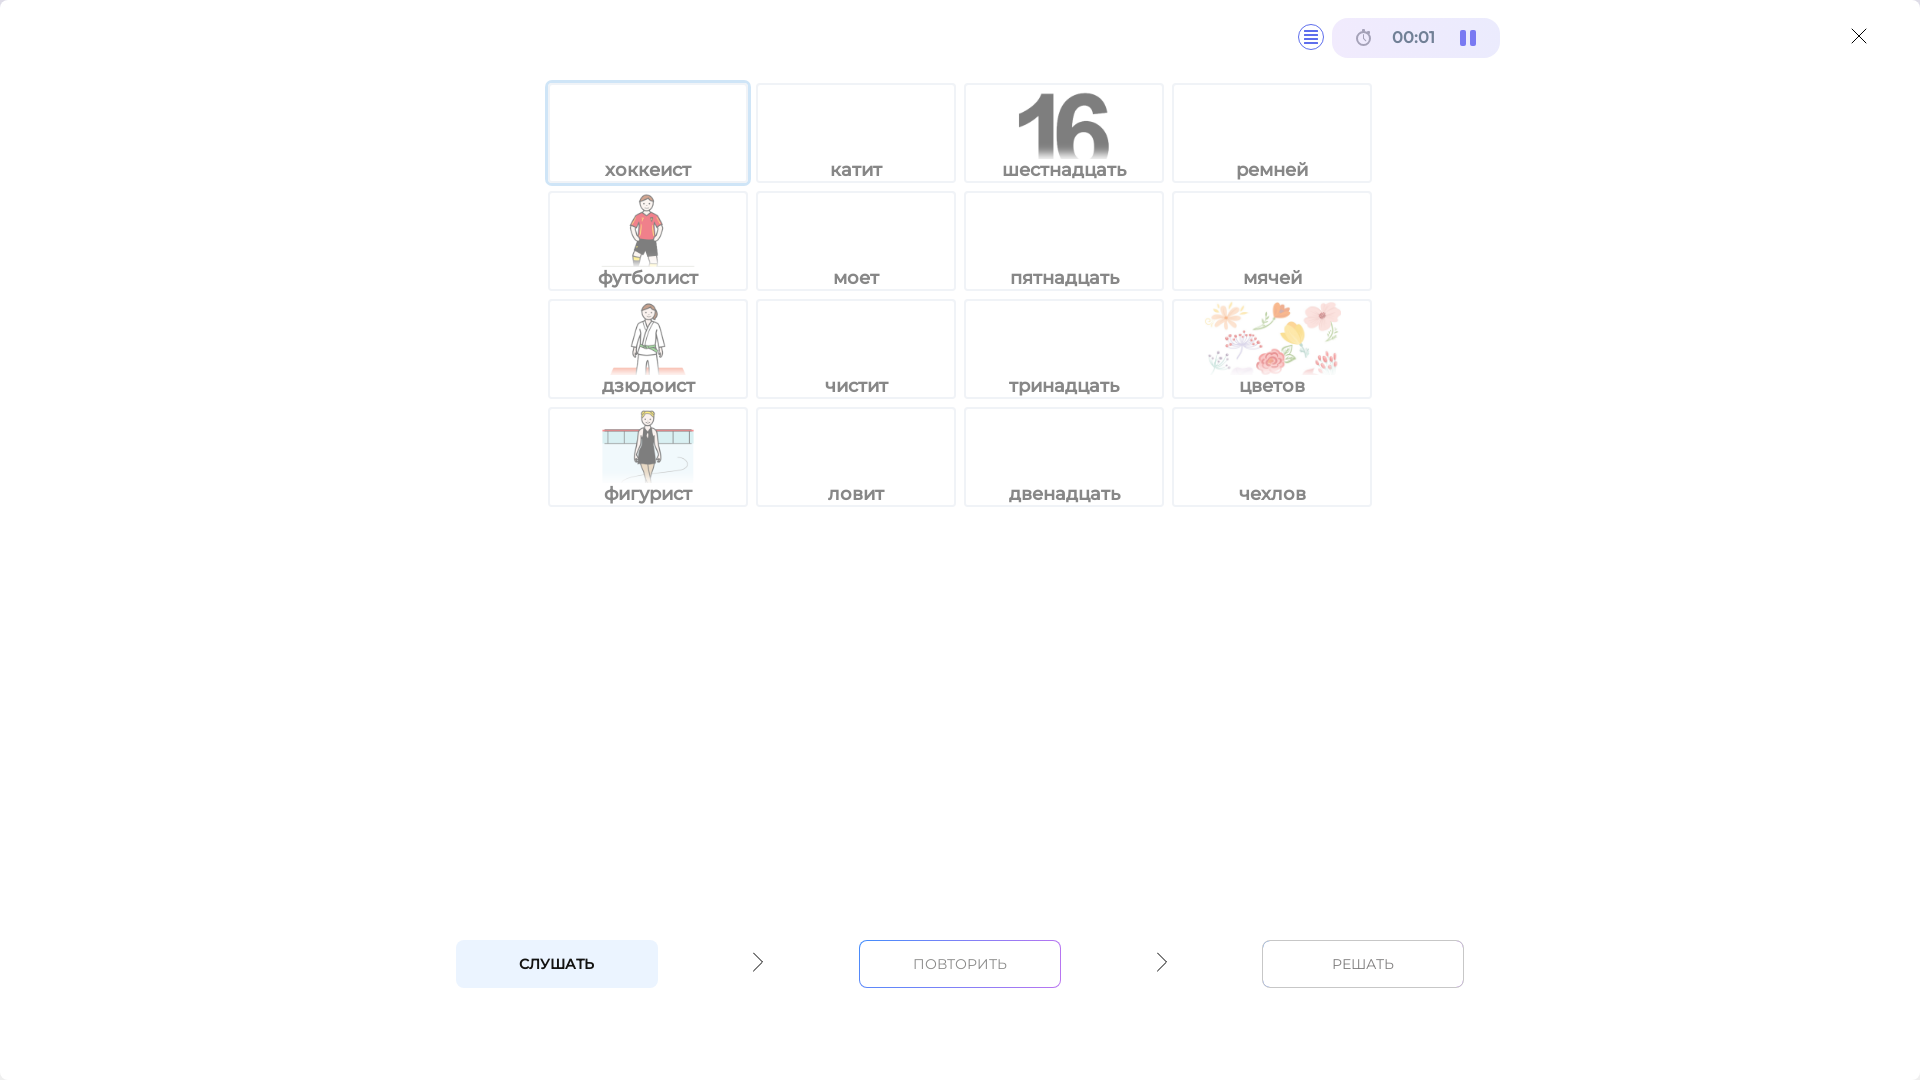 00:01
хоккеист катит 16 шестнадцать ремней
футболист моет пятнадцать мячей
дзюдоист чистит тринадцать цветов
фигурист ловит двенадцать чехлов
СЛУШАТЬ ПОВТОРИТЬ РЕШАТЬ